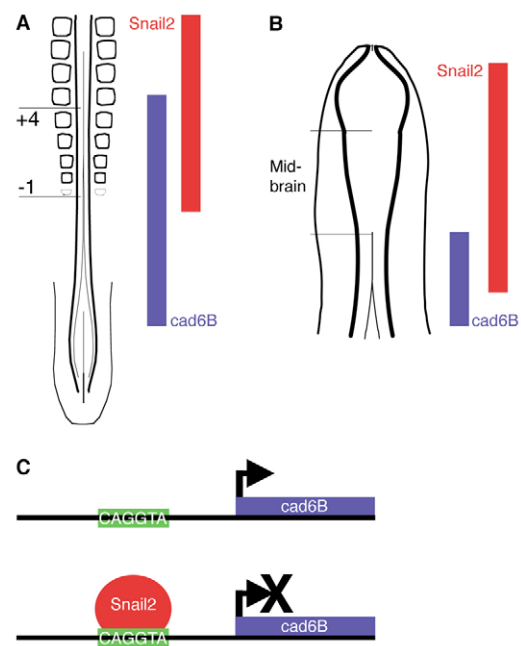 A
Snail2
+4
-1
cad6B
B
Snail2
Mid-
brain
cad6B
C
cad6B
CAGGTA
Snail2
X
cad6B
CAGGTA